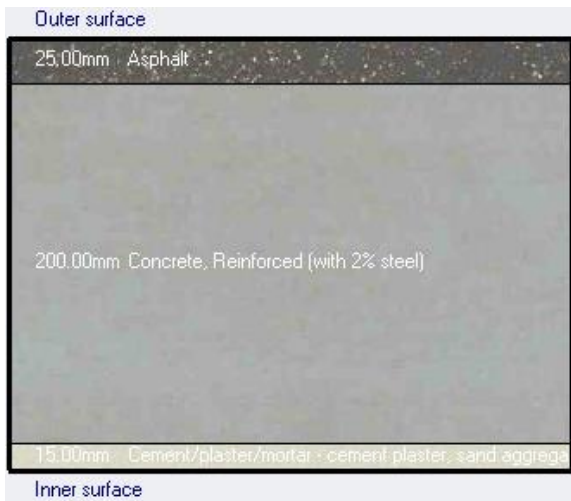 Outer surface
25.00mm Asphalt
200.00mm Concrete, Reinforced (with 2% steel)
15.00mm Cement/plaster/mortar - cement plaster, sand aggrega
Inner surface